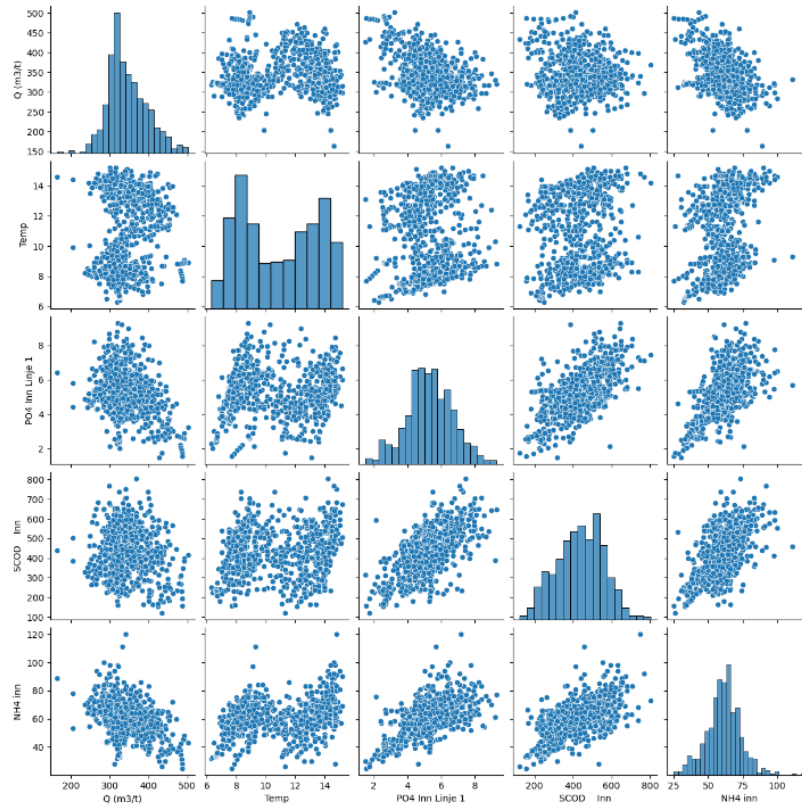 500
450
400
350
300
250
200
150
Q (m3/t)
14
12
10
8
6
Temp
8
6
4
2
PO4 Inn Linje 1
800
700
600
500
400
300
200
100
SCOD    Inn
120
100
80
60
40
NH4 inn
200 300 400 500
Q (m3/t)
6 8 10 12 14
Temp
2 4 6 8
PO4 Inn Linje 1
200 400 600 800
SCOD    Inn
25 50 75 100
NH4 inn